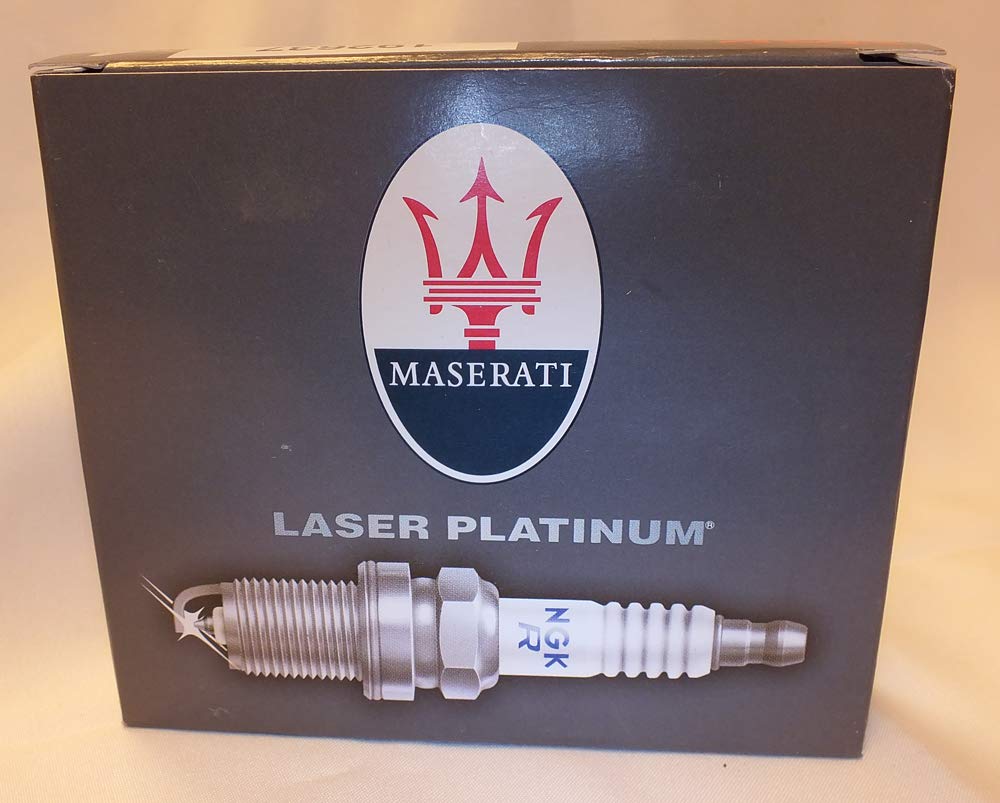 MASERATI
LASER PLATINUM®
NGK
R